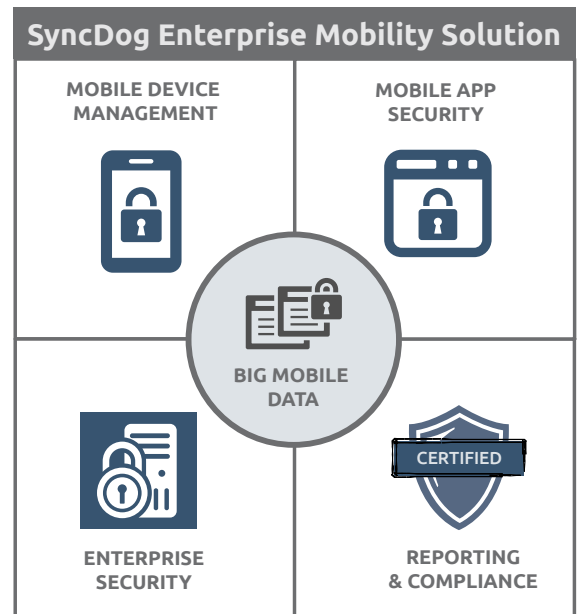 SyncDog Enterprise Mobility Solution
MOBILE DEVICE
MANAGEMENT
MOBILE APP
SECURITY
BIG MOBILE
DATA
CERTIFIED
ENTERPRISE
SECURITY
REPORTING
& COMPLIANCE